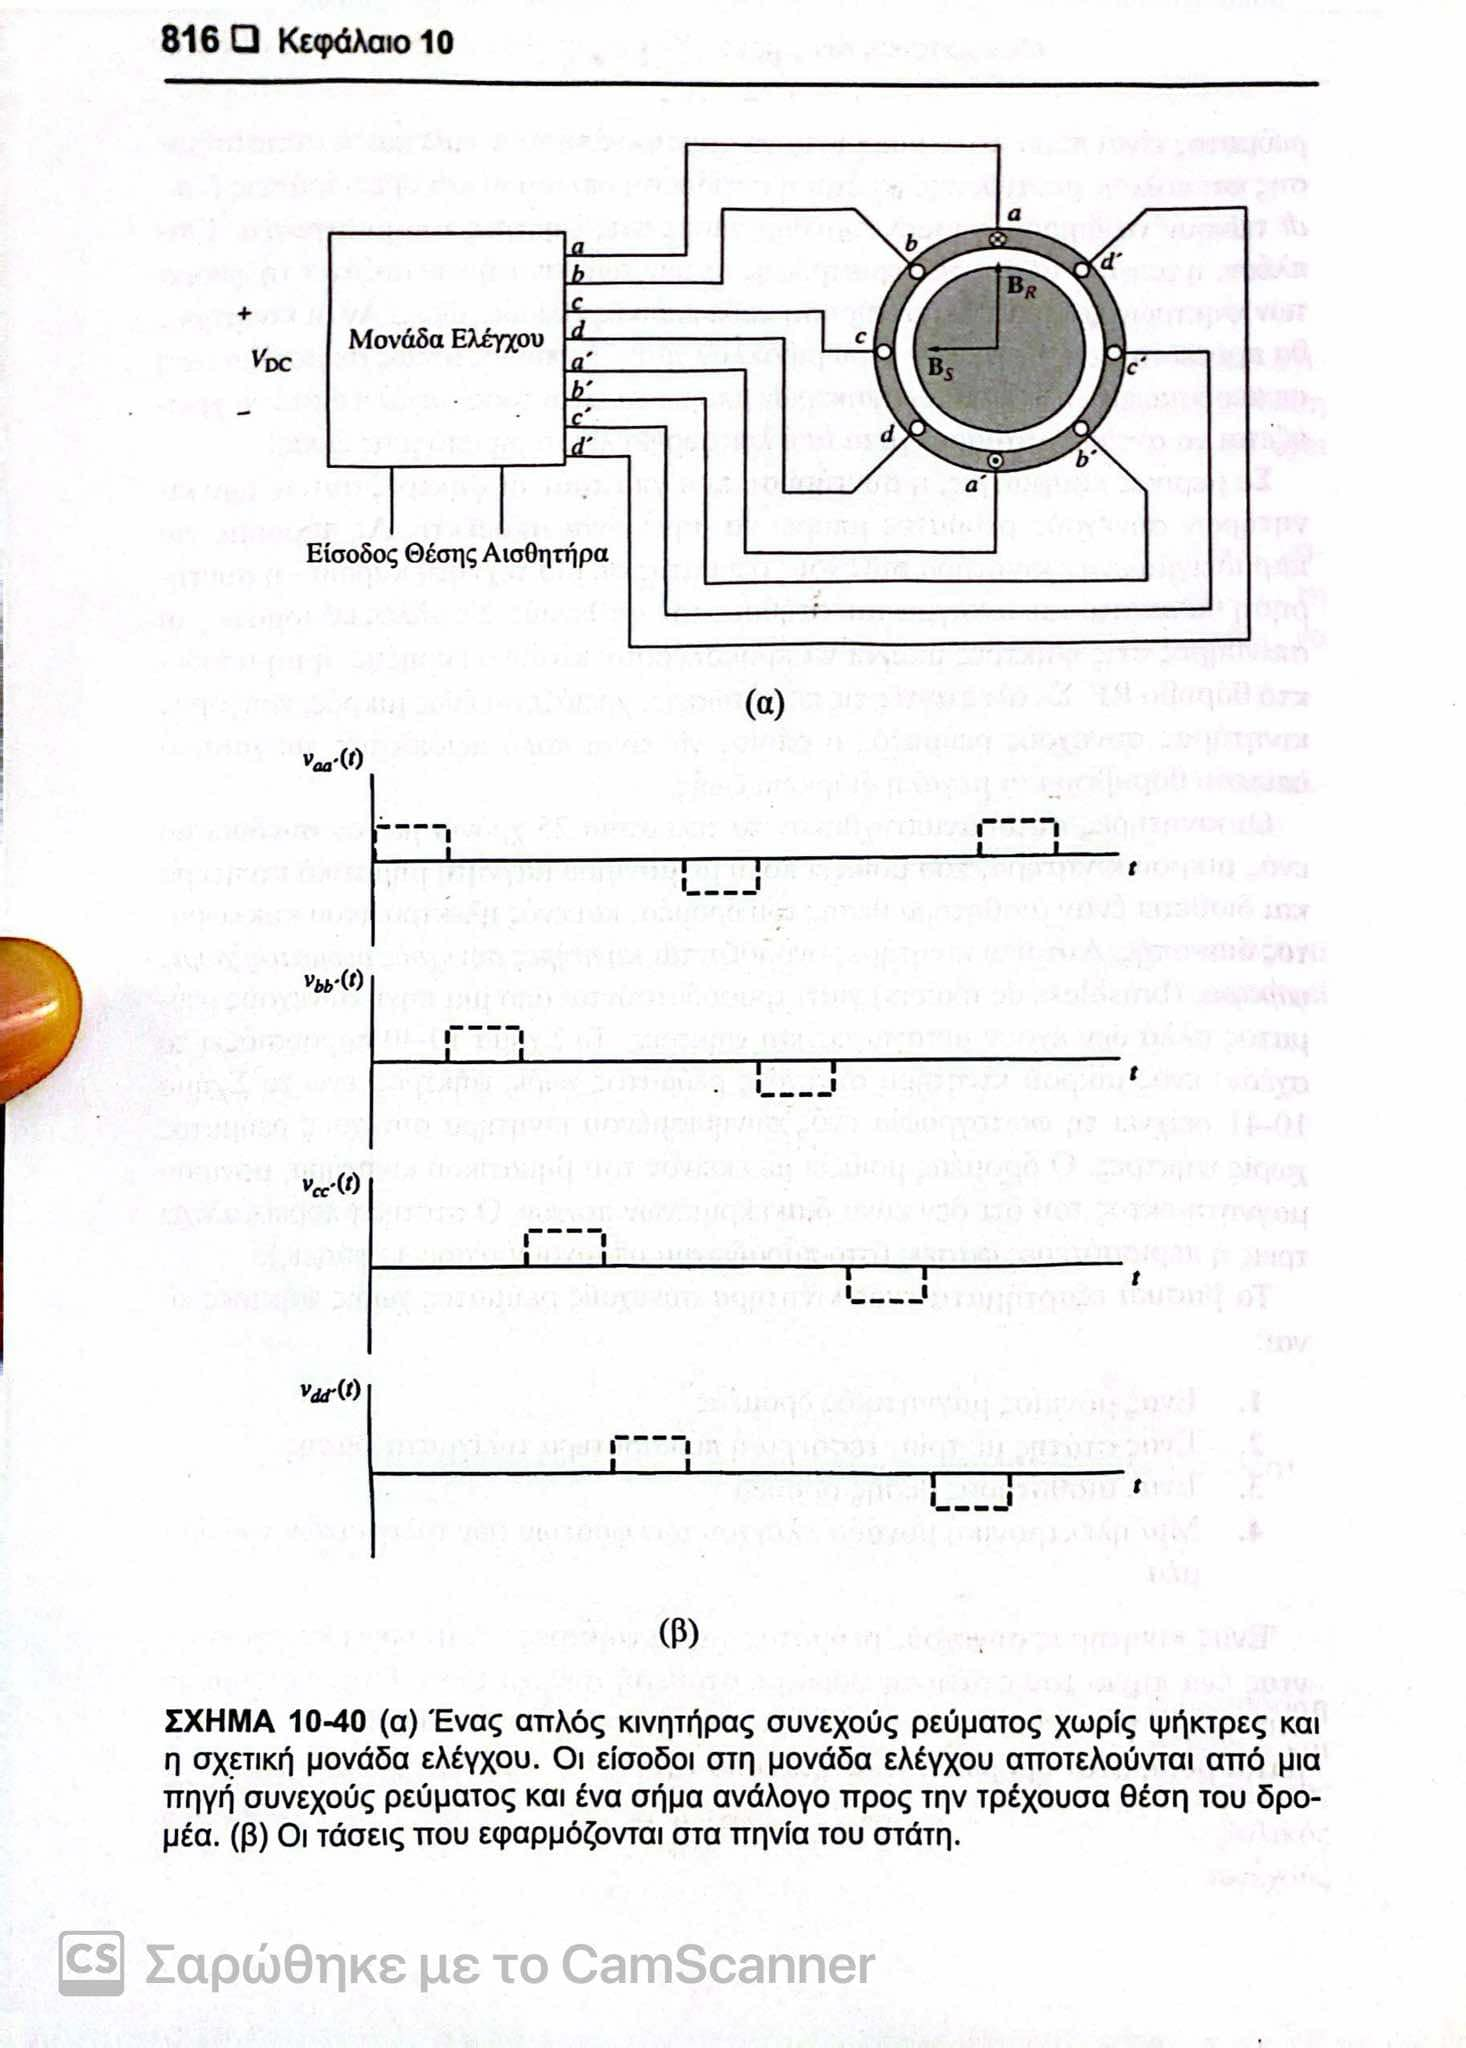 816 □ Κεφάλαιο 10
a
b
c
d
a′
b′
c′
d′
Μονάδα Ελέγχου
+
V_DC
–
Είσοδος Θέσης Αισθητήρα
a
b
d′
B_R
c
B_S
c′
d
b′
a′
(α)
v_aa′(t)
t
v_bb′(t)
t
v_cc′(t)
t
v_dd′(t)
t
(β)
ΣΧΗΜΑ 10-40 (α) Ένας απλός κινητήρας συνεχούς ρεύματος χωρίς ψήκτρες και
η σχετική μονάδα ελέγχου. Οι είσοδοι στη μονάδα ελέγχου αποτελούνται από μια
πηγή συνεχούς ρεύματος και ένα σήμα ανάλογο προς την τρέχουσα θέση του δρο-
μέα. (β) Οι τάσεις που εφαρμόζονται στα πηνία του στάτη.
CS Σαρώθηκε με το CamScanner